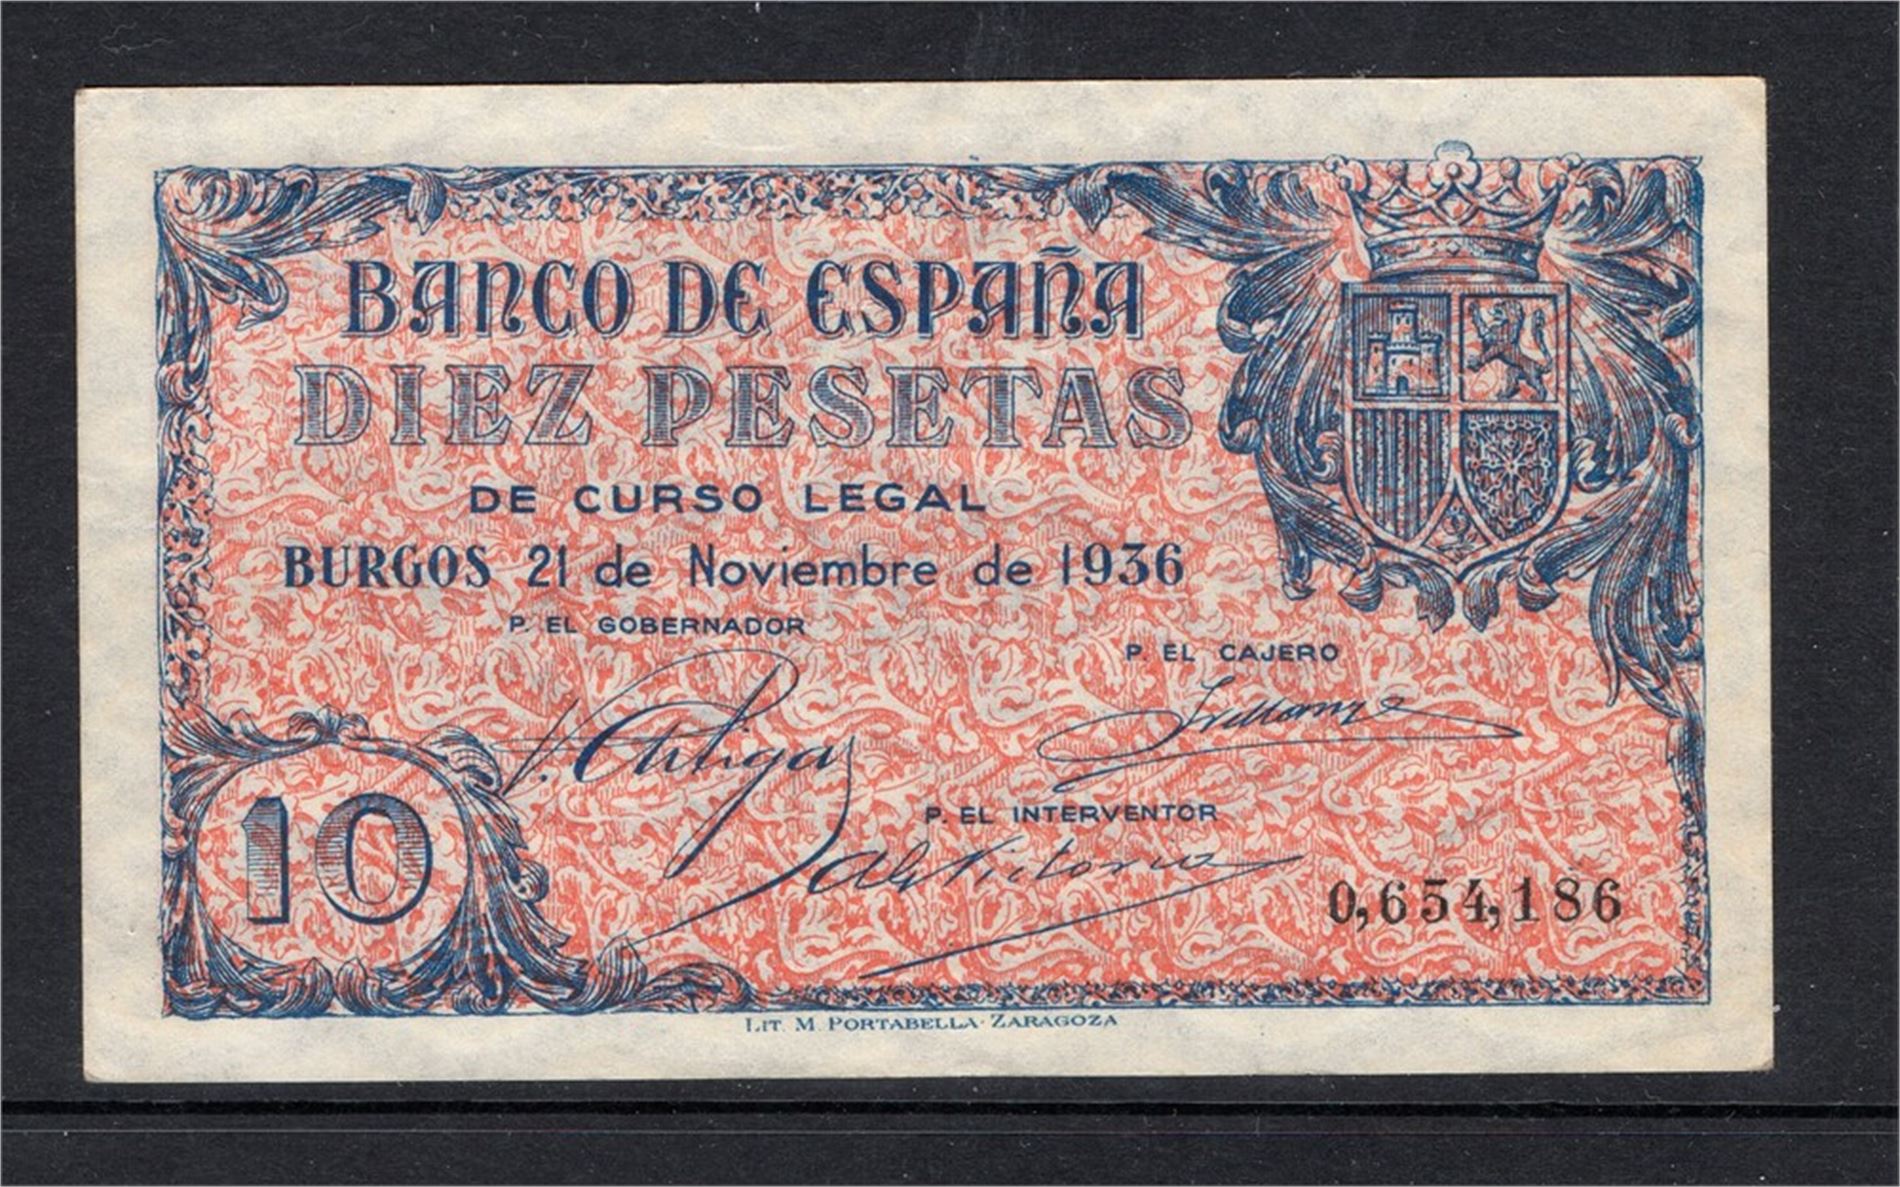 BANCO DE ESPAÑA
DIEZ PESETAS
DE CURSO LEGAL
BURGOS 21 de Noviembre de 1936
P. EL GOBERNADOR
P. EL CAJERO
P. EL INTERVENTOR
10
0,654,186
LIT. M. PORTABELLA· ZARAGOZA